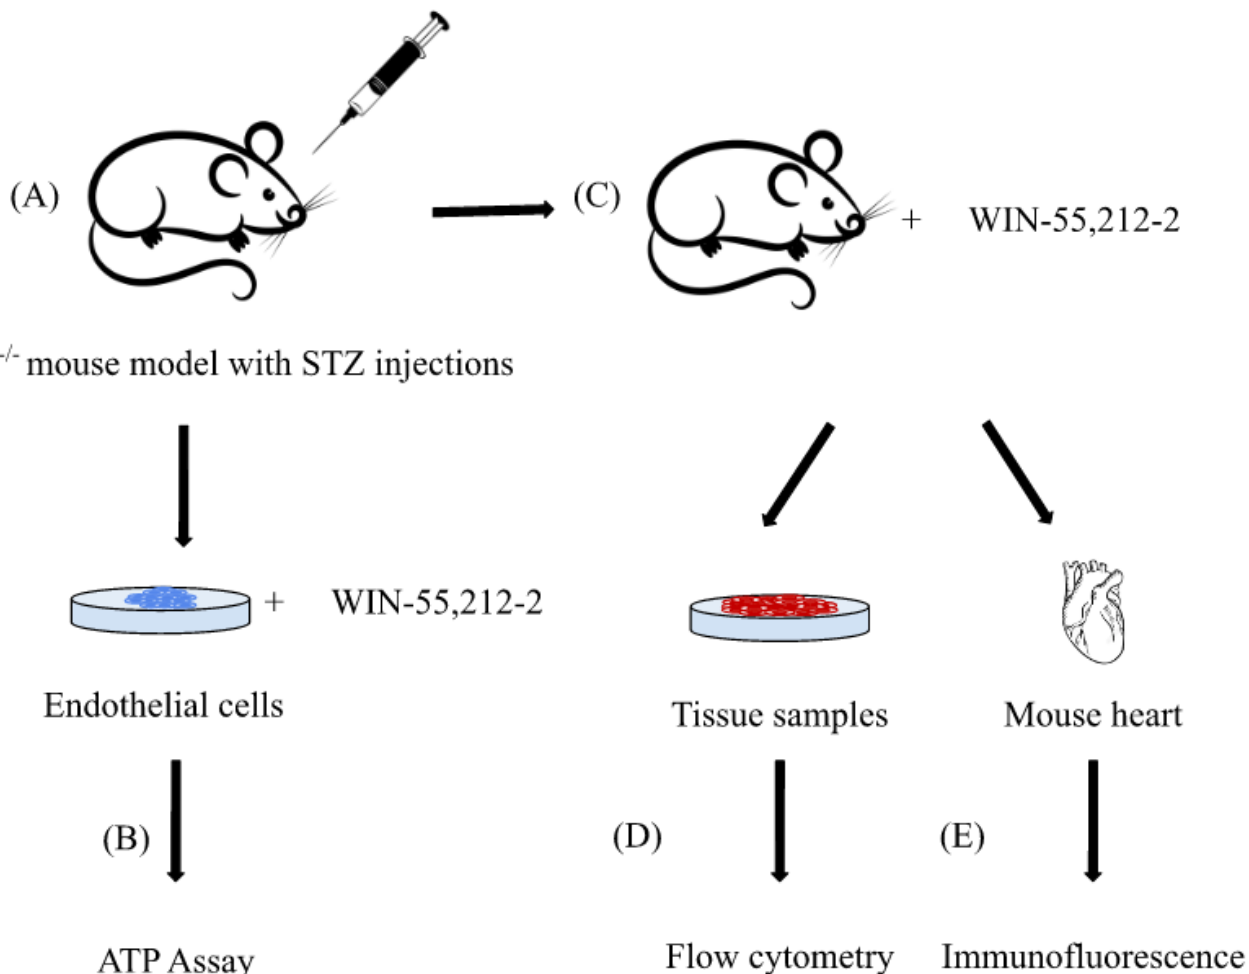 (A)
(C)
+ WIN-55,212-2
-/- mouse model with STZ injections
+ WIN-55,212-2
Endothelial cells
Tissue samples
Mouse heart
(B)
(D)
(E)
ATP Assay
Flow cytometry
Immunofluorescence